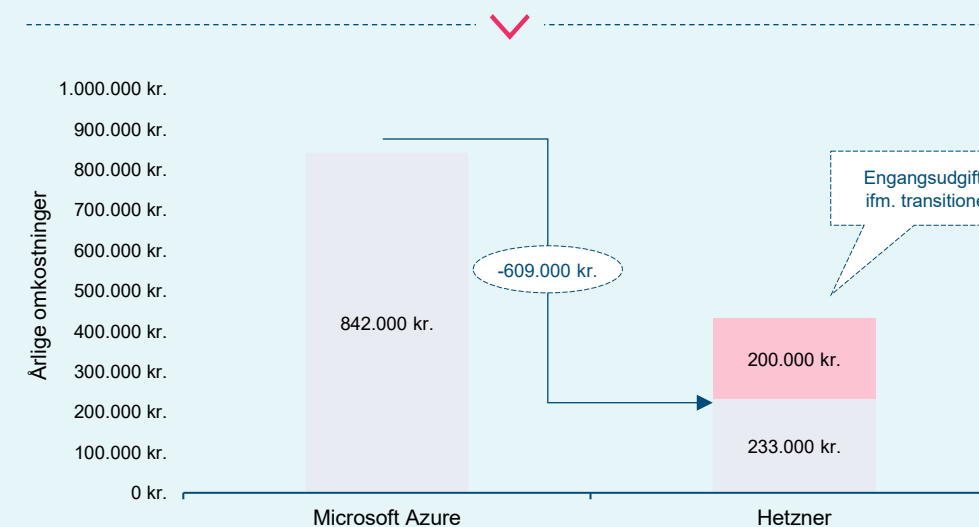 1.000.000 kr.
900.000 kr.
800.000 kr.
700.000 kr.
600.000 kr.
500.000 kr.
400.000 kr.
300.000 kr.
200.000 kr.
100.000 kr.
0 kr.
Årlige omkostninger
842.000 kr.
-609.000 kr.
Engangsudgift
ifm.
200.000 kr.
233.000 kr.
Microsoft Azure
Hetzner